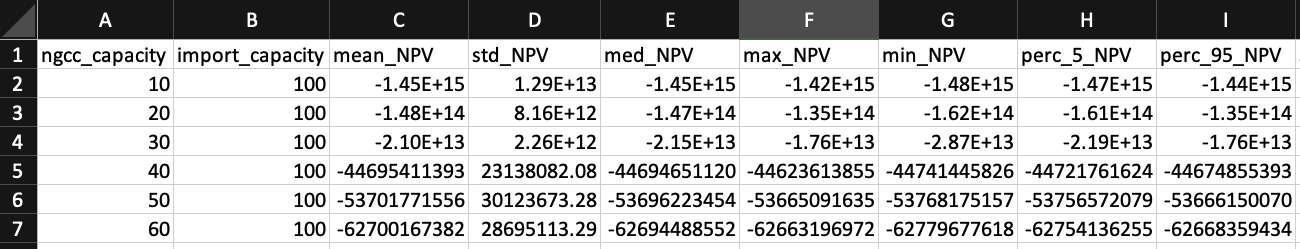 A B C D E F G H I
1 ngcc_capacity import_capacity mean_NPV std_NPV med_NPV max_NPV min_NPV perc_5_NPV perc_95_NPV
2 10 100 -1.45E+15 1.29E+13 -1.45E+15 -1.42E+15 -1.48E+15 -1.47E+15 -1.44E+15
3 20 100 -1.48E+14 8.16E+12 -1.47E+14 -1.35E+14 -1.62E+14 -1.61E+14 -1.35E+14
4 30 100 -2.10E+13 2.26E+12 -2.15E+13 -1.76E+13 -2.87E+13 -2.19E+13 -1.76E+13
5 40 100 -44695411393 23138082.08 -44694651120 -44623613855 -44741445826 -44721761624 -44674855393
6 50 100 -53701771556 30123673.28 -53696223454 -53665091635 -53768175157 -53756572079 -53666150070
7 60 100 -62700167382 28695113.29 -62694488552 -62663196972 -62779677618 -62754136255 -62668359434